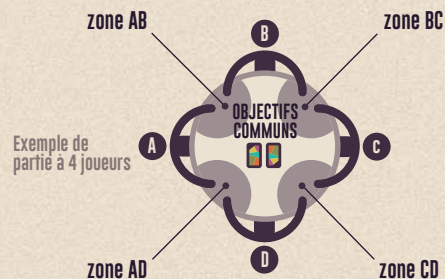 zone AB
zone BC
B
OBJECTIFS
COMMUNS
A
C
Exemple de
partie à 4 joueurs
D
zone AD
zone CD